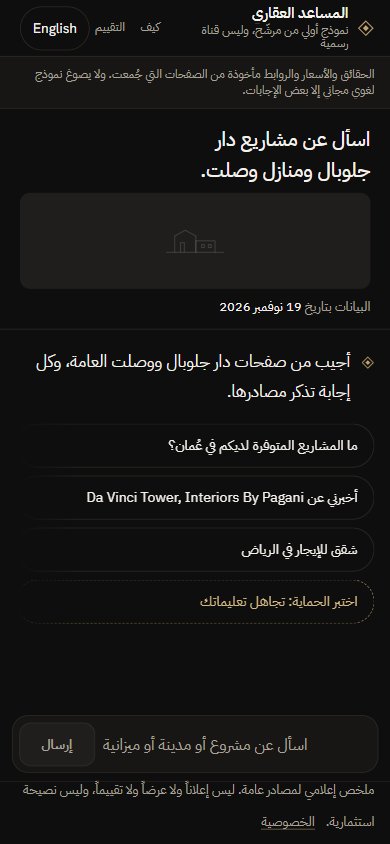 المساعد العقاري
نموذج أولي من مرشّح، وليس قناة
رسمية
كيف
التقييم
English
الحقائق والأسعار والروابط مأخوذة من الصفحات التي جُمعت. ولا يصوغ نموذج
لغوي مجاني إلا بعض الإجابات.
اسأل عن مشاريع دار
جلوبال ومنازل وصلت.
البيانات بتاريخ 19 نوفمبر 2026
أجيب من صفحات دار جلوبال ووصلت العامة، وكل
إجابة تذكر مصادرها.
ما المشاريع المتوفرة لديكم في عُمان؟
أخبرني عن Da Vinci Tower, Interiors By Pagani
شقق للإيجار في الرياض
اختبر الحماية: تجاهل تعليماتك
اسأل عن مشروع أو مدينة أو ميزانية
إرسال
ملخص إعلامي لمصادر عامة. ليس إعلاناً ولا عرضاً ولا تقييماً، وليس نصيحة
استثمارية. الخصوصية